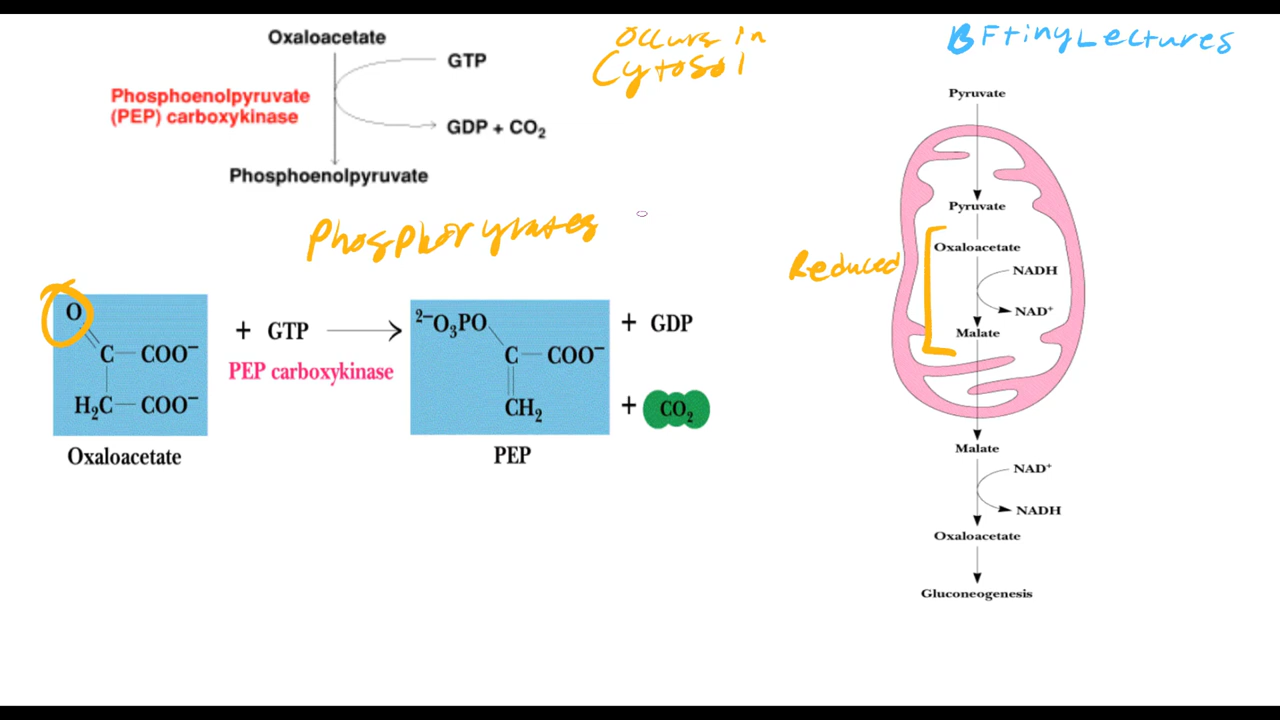 Oxaloacetate
GTP
Phosphoenolpyruvate
(PEP) carboxykinase
GDP + CO₂
Phosphoenolpyruvate
Occurs in
Cytosol
BFtinyLectures
Phosphorylates
O
C — COO⁻
H₂C — COO⁻
Oxaloacetate
+ GTP
PEP carboxykinase
²⁻O₃PO
C — COO⁻
CH₂
PEP
+ GDP
+ CO₂
Pyruvate
Pyruvate
Reduced
Oxaloacetate
NADH
NAD⁺
Malate
Malate
NAD⁺
NADH
Oxaloacetate
Gluconeogenesis